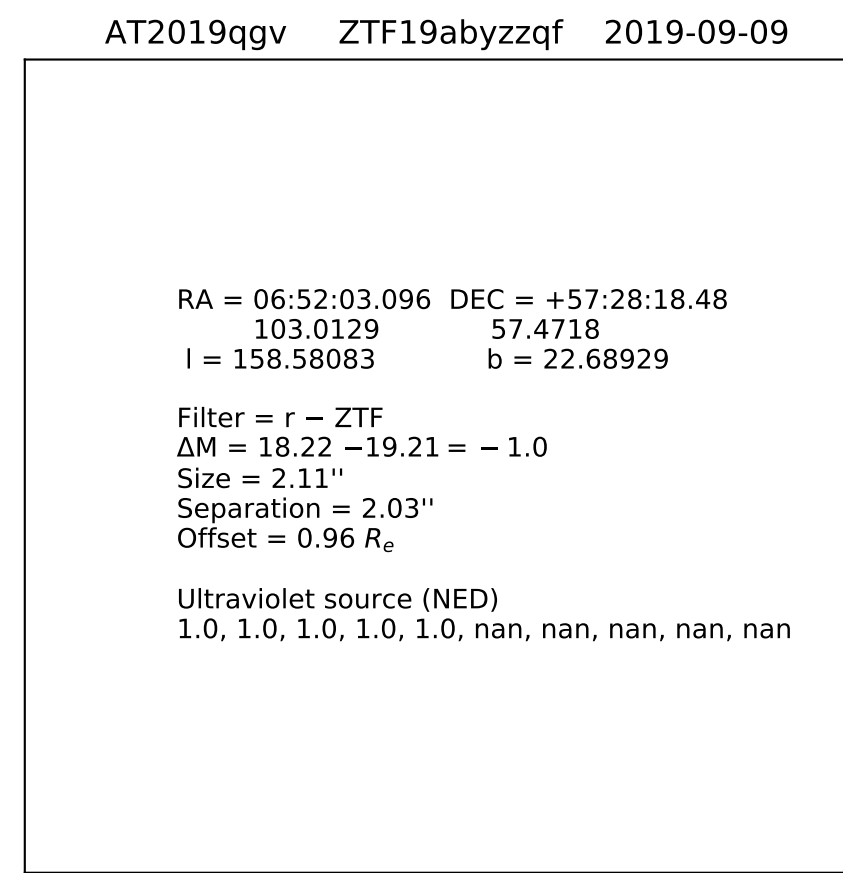 AT2019qgv ZTF19abyzzqf 2019-09-09
RA = 06:52:03.096 DEC = +57:28:18.48
103.0129 57.4718
l = 158.58083 b = 22.68929
Filter = r − ZTF
ΔM = 18.22 −19.21 = − 1.0
Size = 2.11''
Separation = 2.03''
Offset = 0.96 Re
Ultraviolet source (NED)
1.0, 1.0, 1.0, 1.0, 1.0, nan, nan, nan, nan, nan